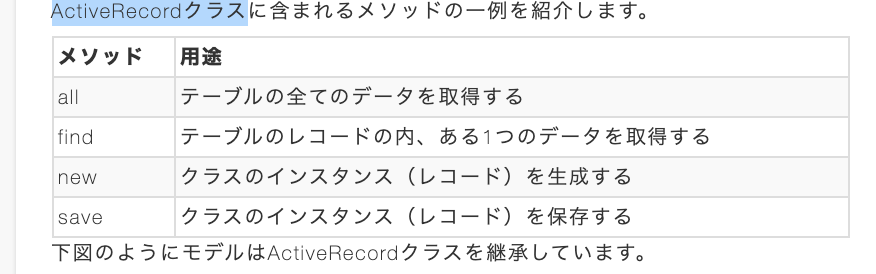 ActiveRecordクラスに含まれるメソッドの一例を紹介します。
メソッド 用途
all テーブルの全てのデータを取得する
find テーブルのレコードの内、ある1つのデータを取得する
new クラスのインスタンス（レコード）を生成する
save クラスのインスタンス（レコード）を保存する
下図のようにモデルはActiveRecordクラスを継承しています。